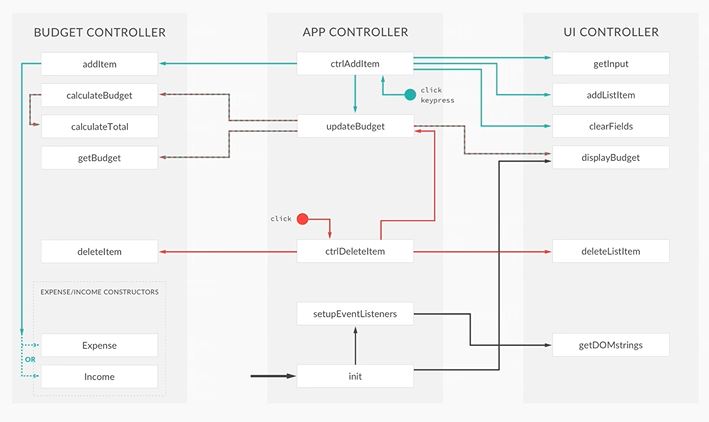 BUDGET CONTROLLER
addItem
calculateBudget
calculateTotal
getBudget
deleteItem
EXPENSE/INCOME CONSTRUCTORS
Expense
OR
Income
APP CONTROLLER
ctrlAddItem
click
keypress
updateBudget
click
ctrlDeleteItem
setupEventListeners
init
UI CONTROLLER
getInput
addListItem
clearFields
displayBudget
deleteListItem
getDOMstrings